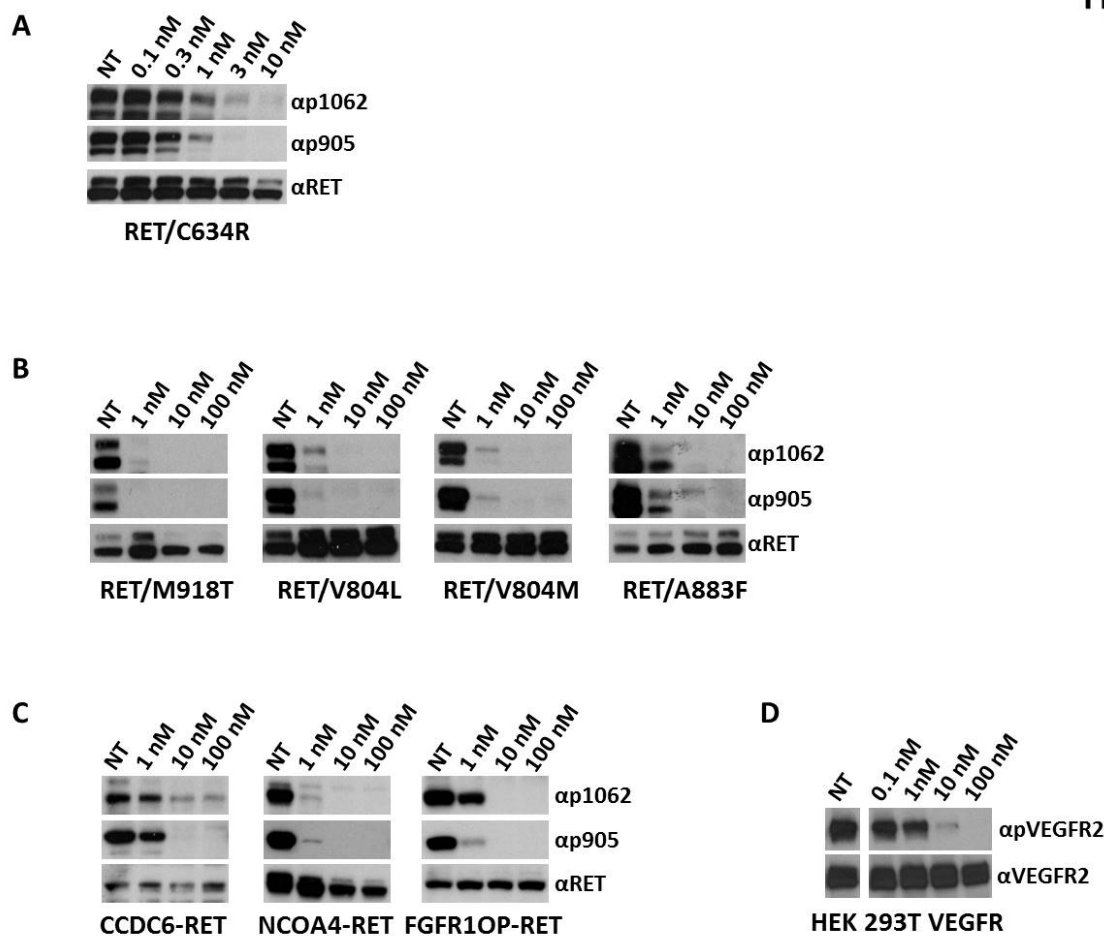 A
NT 0.1 nM 0.3 nM 1 nM 3 nM 10 nM
αp1062
αp905
αRET
RET/C634R
B
NT 1 nM 10 nM 100 nM NT 1 nM 10 nM 100 nM NT 1 nM 10 nM 100 nM NT 1 nM 10 nM 100 nM
αp1062
αp905
αRET
RET/M918T RET/V804L RET/V804M RET/A883F
C
NT 1 nM 10 nM 100 nM NT 1 nM 10 nM 100 nM NT 1 nM 10 nM 100 nM
αp1062
αp905
αRET
CCDC6-RET NCOA4-RET FGFR1OP-RET
D
NT 0.1 nM 1nM 10 nM 100 nM
αpVEGFR2
αVEGFR2
HEK 293T VEGFR